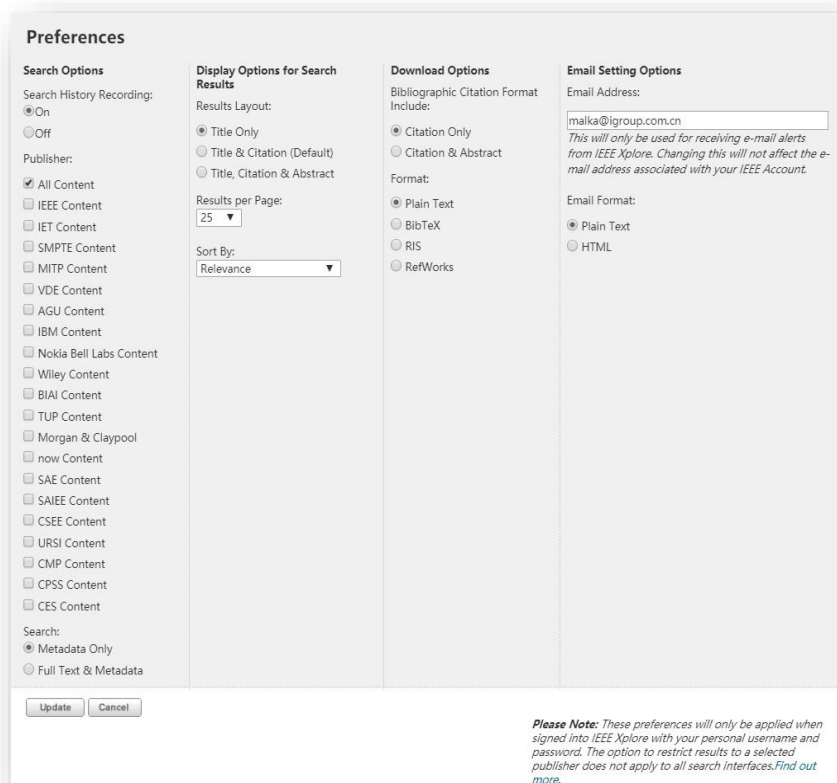 Preferences
Search Options
Search History Recording:
On
Off
Publisher:
All Content
IEEE Content
IET Content
SMPTE Content
MITP Content
VDE Content
AGU Content
IBM Content
Nokia Bell Labs Content
Wiley Content
BIAI Content
TUP Content
Morgan & Claypool
now Content
SAE Content
SAIEE Content
CSEE Content
URSI Content
CMP Content
CPSS Content
CES Content
Search:
Metadata Only
Full Text & Metadata
Display Options for Search
Results
Results Layout:
Title Only
Title & Citation (Default)
Title, Citation & Abstract
Results per Page:
25
Sort By:
Relevance
Download Options
Bibliographic Citation Format
Include:
Citation Only
Citation & Abstract
Format:
Plain Text
BibTeX
RIS
RefWorks
Email Setting Options
Email Address:
malka@igroup.com.cn
This will only be used for receiving e-mail alerts
from IEEE Xplore. Changing this will not affect the e-
mail address associated with your IEEE Account.
Email Format:
Plain Text
HTML
Update
Cancel
Please Note: These preferences will only be applied when
signed into IEEE Xplore with your personal username and
password. The option to restrict results to a selected
publisher does not apply to all search interfaces.Find out
more.